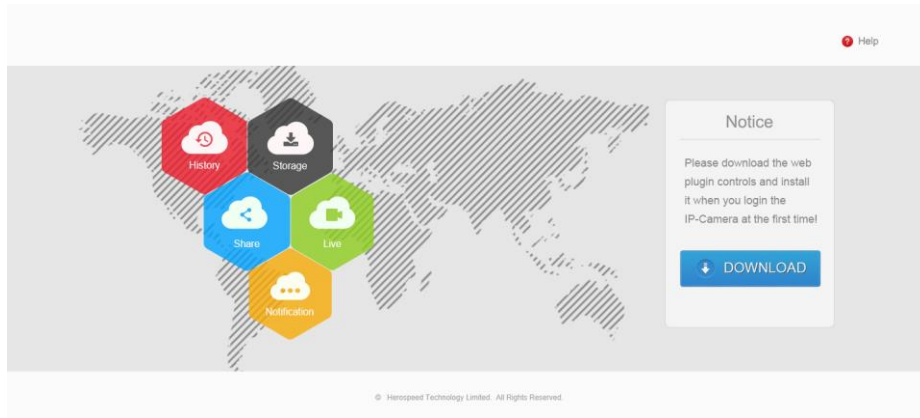 Help
History
Storage
Share
Live
Notification
Notice
Please download the web
plugin controls and install
it when you login the
IP-Camera at the first time!
DOWNLOAD
© Herospeed Technology Limited. All Rights Reserved.